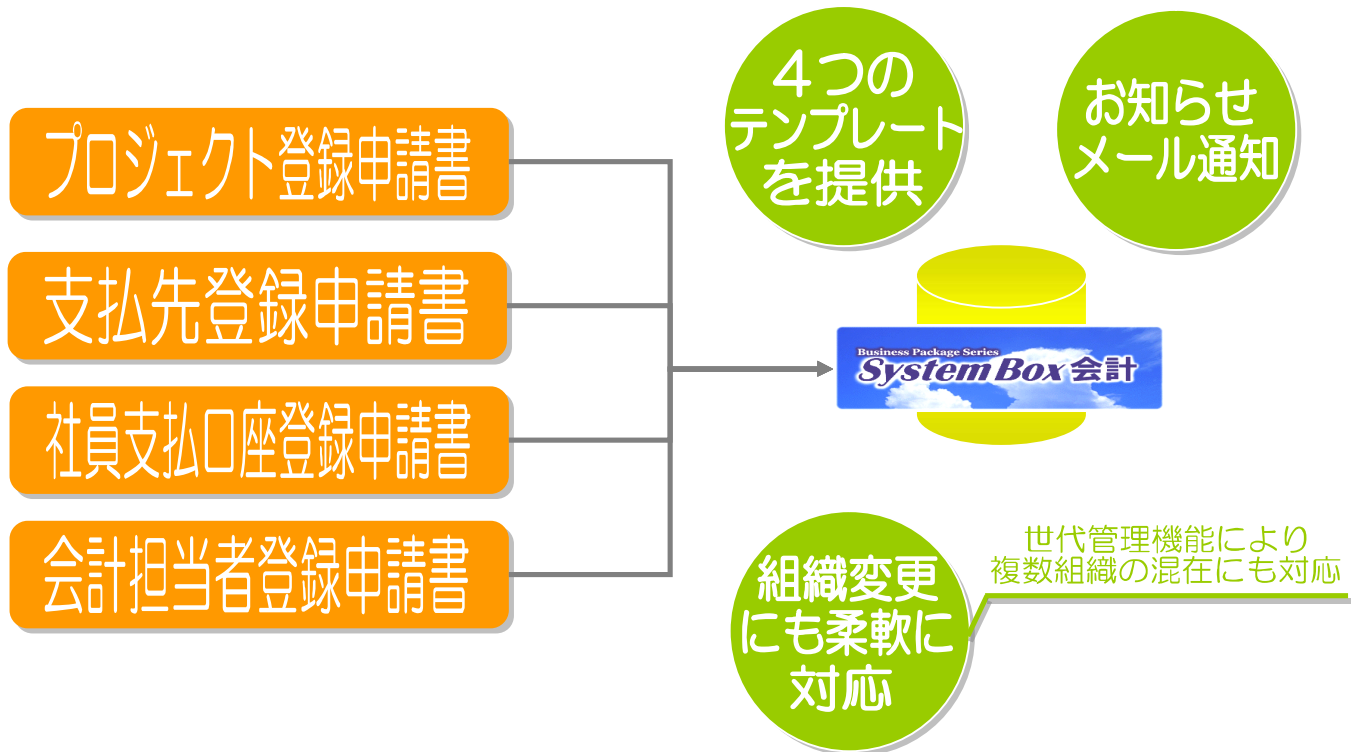 プロジェクト登録申請書
支払先登録申請書
社員支払口座登録申請書
会計担当者登録申請書
４つの
テンプレート
を提供
お知らせ
メール通知
Business Package Series
System Box 会計
組織変更
にも柔軟に
対応
世代管理機能により
複数組織の混在にも対応